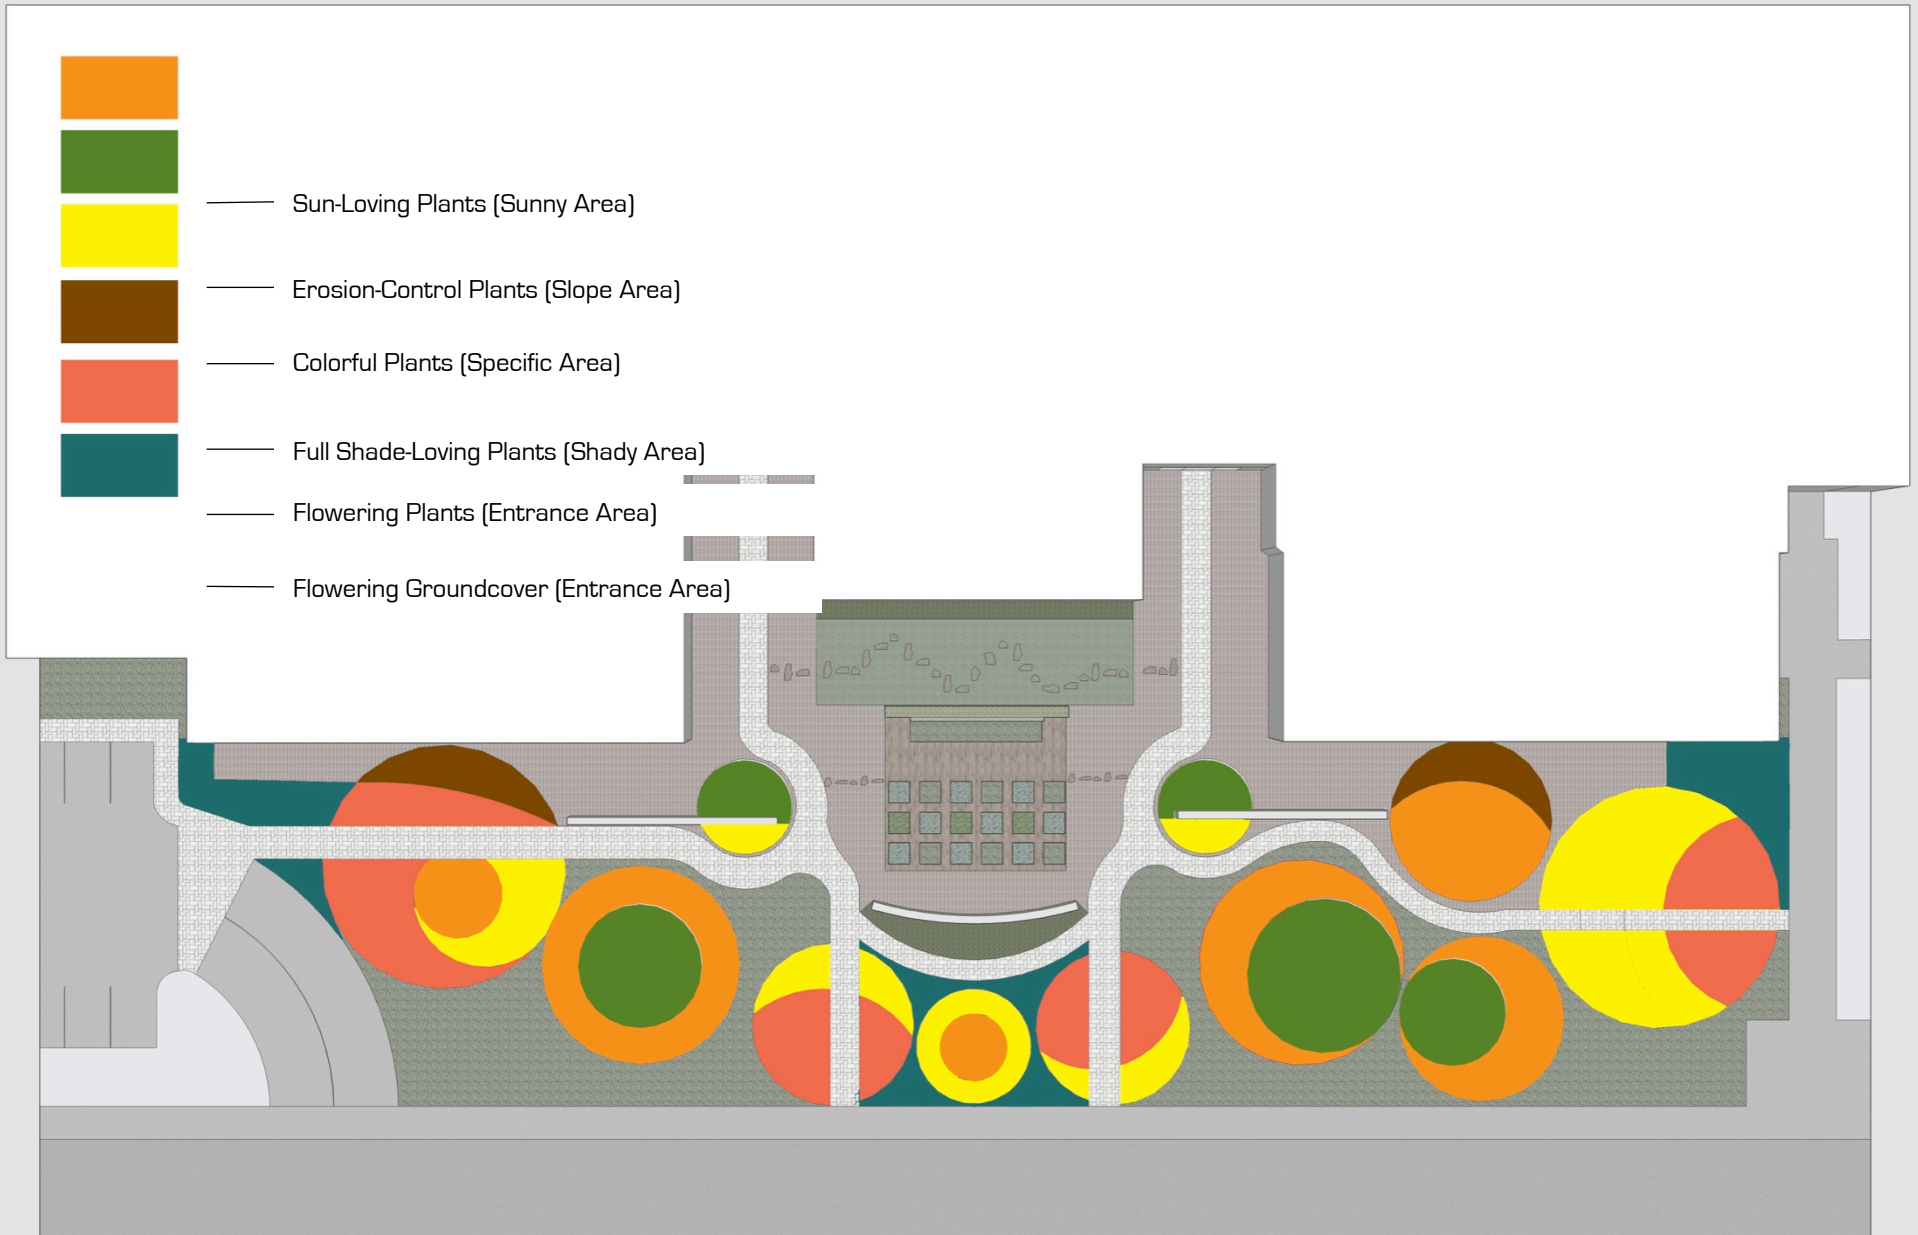 Sun-Loving Plants (Sunny Area)
Erosion-Control Plants (Slope Area)
Colorful Plants (Specific Area)
Full Shade-Loving Plants (Shady Area)
Flowering Plants (Entrance Area)
Flowering Groundcover (Entrance Area)